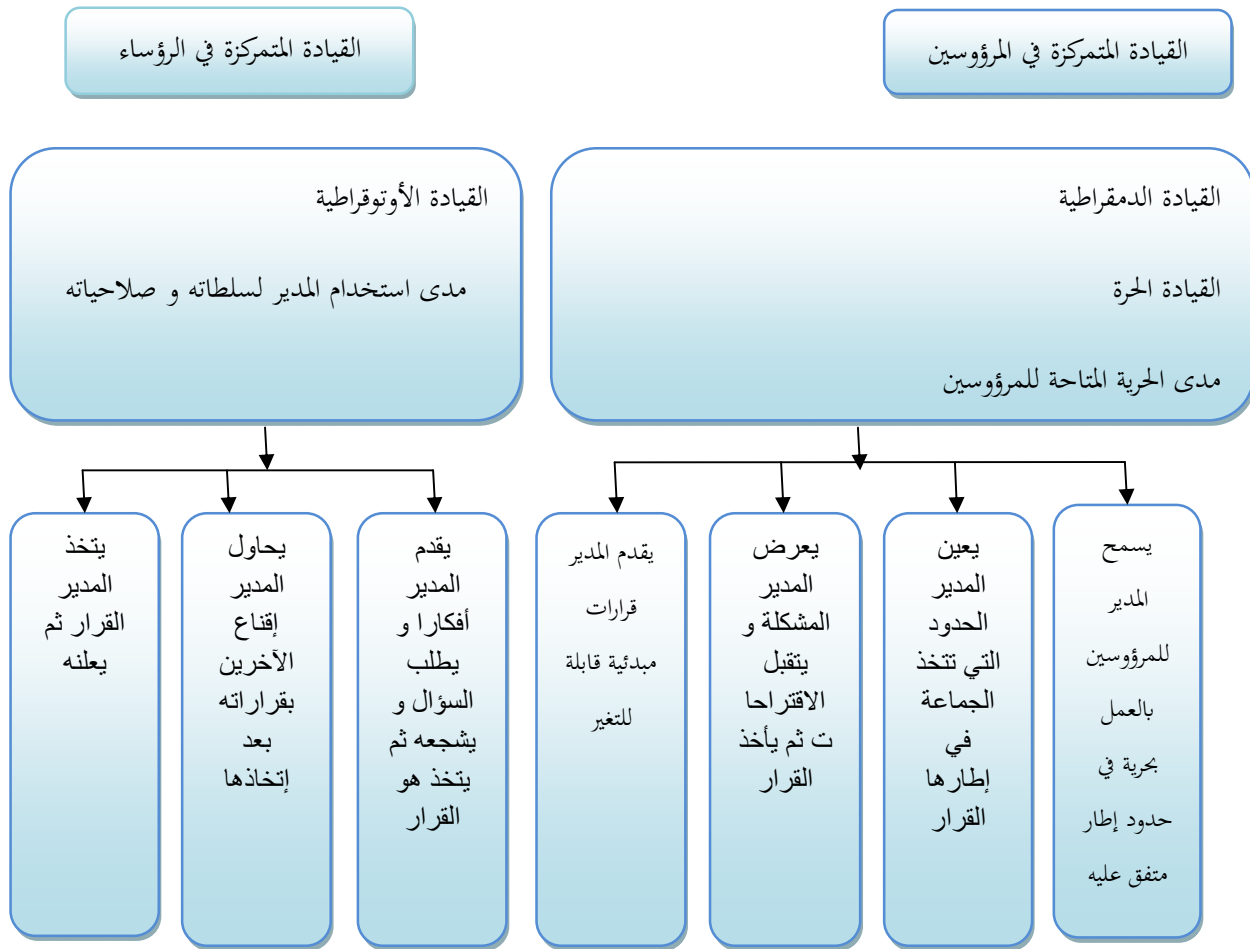 القيادة المتمركزة في المرؤوسين
القيادة المتمركزة في الرؤساء
القيادة الدمقراطية
القيادة الحرة
مدى الحرية المتاحة للمرؤوسين
القيادة الأوتوقراطية
مدى استخدام المدير لسلطاته و صلاحياته
يسمح
المدير
للمرؤوسين
بالعمل
بحرية في
حدود إطار
متفق عليه
يعين
المدير
الحدود
التي تتخذ
الجماعة
في
إطارها
القرار
يعرض
المدير
المشكلة و
يتقبل
الاقتراحا
ت ثم يأخذ
القرار
يقدم المدير
قرارات
مبدئية قابلة
للتغير
يقدم
المدير
أفكارا و
يطلب
السؤال و
يشجعه ثم
يتخذ هو
القرار
يحاول
المدير
إقناع
الآخرين
بقراراته
بعد
إتخاذها
يتخذ
المدير
القرار ثم
يعلنه